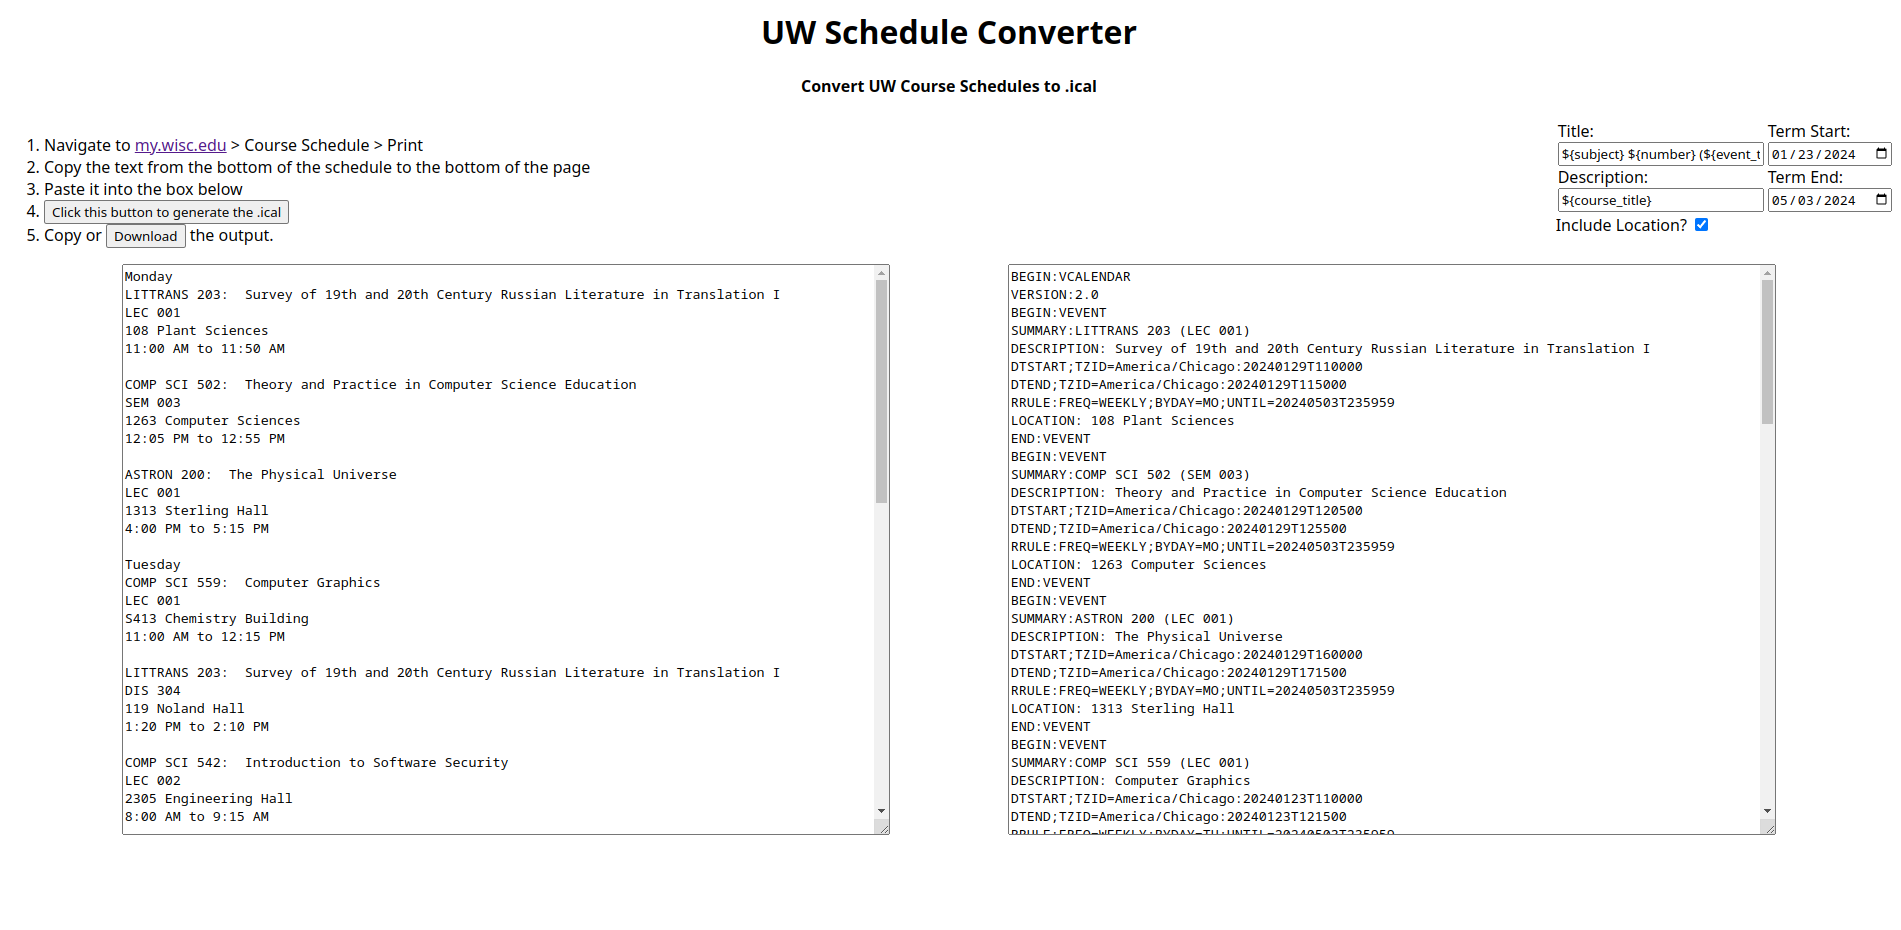 UW Schedule Converter
Convert UW Course Schedules to .ical
1. Navigate to my.wisc.edu > Course Schedule > Print
2. Copy the text from the bottom of the schedule to the bottom of the page
3. Paste it into the box below
4. Click this button to generate the .ical
5. Copy or Download the output.
Title: Term Start:
${subject} ${number} (${event_t 01/23/2024
Description: Term End:
${course_title} 05/03/2024
Include Location?
Monday
LITTRANS 203:  Survey of 19th and 20th Century Russian Literature in Translation I
LEC 001
108 Plant Sciences
11:00 AM to 11:50 AM
COMP SCI 502:  Theory and Practice in Computer Science Education
SEM 003
1263 Computer Sciences
12:05 PM to 12:55 PM
ASTRON 200:  The Physical Universe
LEC 001
1313 Sterling Hall
4:00 PM to 5:15 PM
Tuesday
COMP SCI 559:  Computer Graphics
LEC 001
S413 Chemistry Building
11:00 AM to 12:15 PM
LITTRANS 203:  Survey of 19th and 20th Century Russian Literature in Translation I
DIS 304
119 Noland Hall
1:20 PM to 2:10 PM
COMP SCI 542:  Introduction to Software Security
LEC 002
2305 Engineering Hall
8:00 AM to 9:15 AM
BEGIN:VCALENDAR
VERSION:2.0
BEGIN:VEVENT
SUMMARY:LITTRANS 203 (LEC 001)
DESCRIPTION: Survey of 19th and 20th Century Russian Literature in Translation I
DTSTART;TZID=America/Chicago:20240129T110000
DTEND;TZID=America/Chicago:20240129T115000
RRULE:FREQ=WEEKLY;BYDAY=MO;UNTIL=20240503T235959
LOCATION: 108 Plant Sciences
END:VEVENT
BEGIN:VEVENT
SUMMARY:COMP SCI 502 (SEM 003)
DESCRIPTION: Theory and Practice in Computer Science Education
DTSTART;TZID=America/Chicago:20240129T120500
DTEND;TZID=America/Chicago:20240129T125500
RRULE:FREQ=WEEKLY;BYDAY=MO;UNTIL=20240503T235959
LOCATION: 1263 Computer Sciences
END:VEVENT
BEGIN:VEVENT
SUMMARY:ASTRON 200 (LEC 001)
DESCRIPTION: The Physical Universe
DTSTART;TZID=America/Chicago:20240129T160000
DTEND;TZID=America/Chicago:20240129T171500
RRULE:FREQ=WEEKLY;BYDAY=MO;UNTIL=20240503T235959
LOCATION: 1313 Sterling Hall
END:VEVENT
BEGIN:VEVENT
SUMMARY:COMP SCI 559 (LEC 001)
DESCRIPTION: Computer Graphics
DTSTART;TZID=America/Chicago:20240123T110000
DTEND;TZID=America/Chicago:20240123T121500
RRULE:FREQ=WEEKLY;BYDAY=TU;UNTIL=20240503T235959